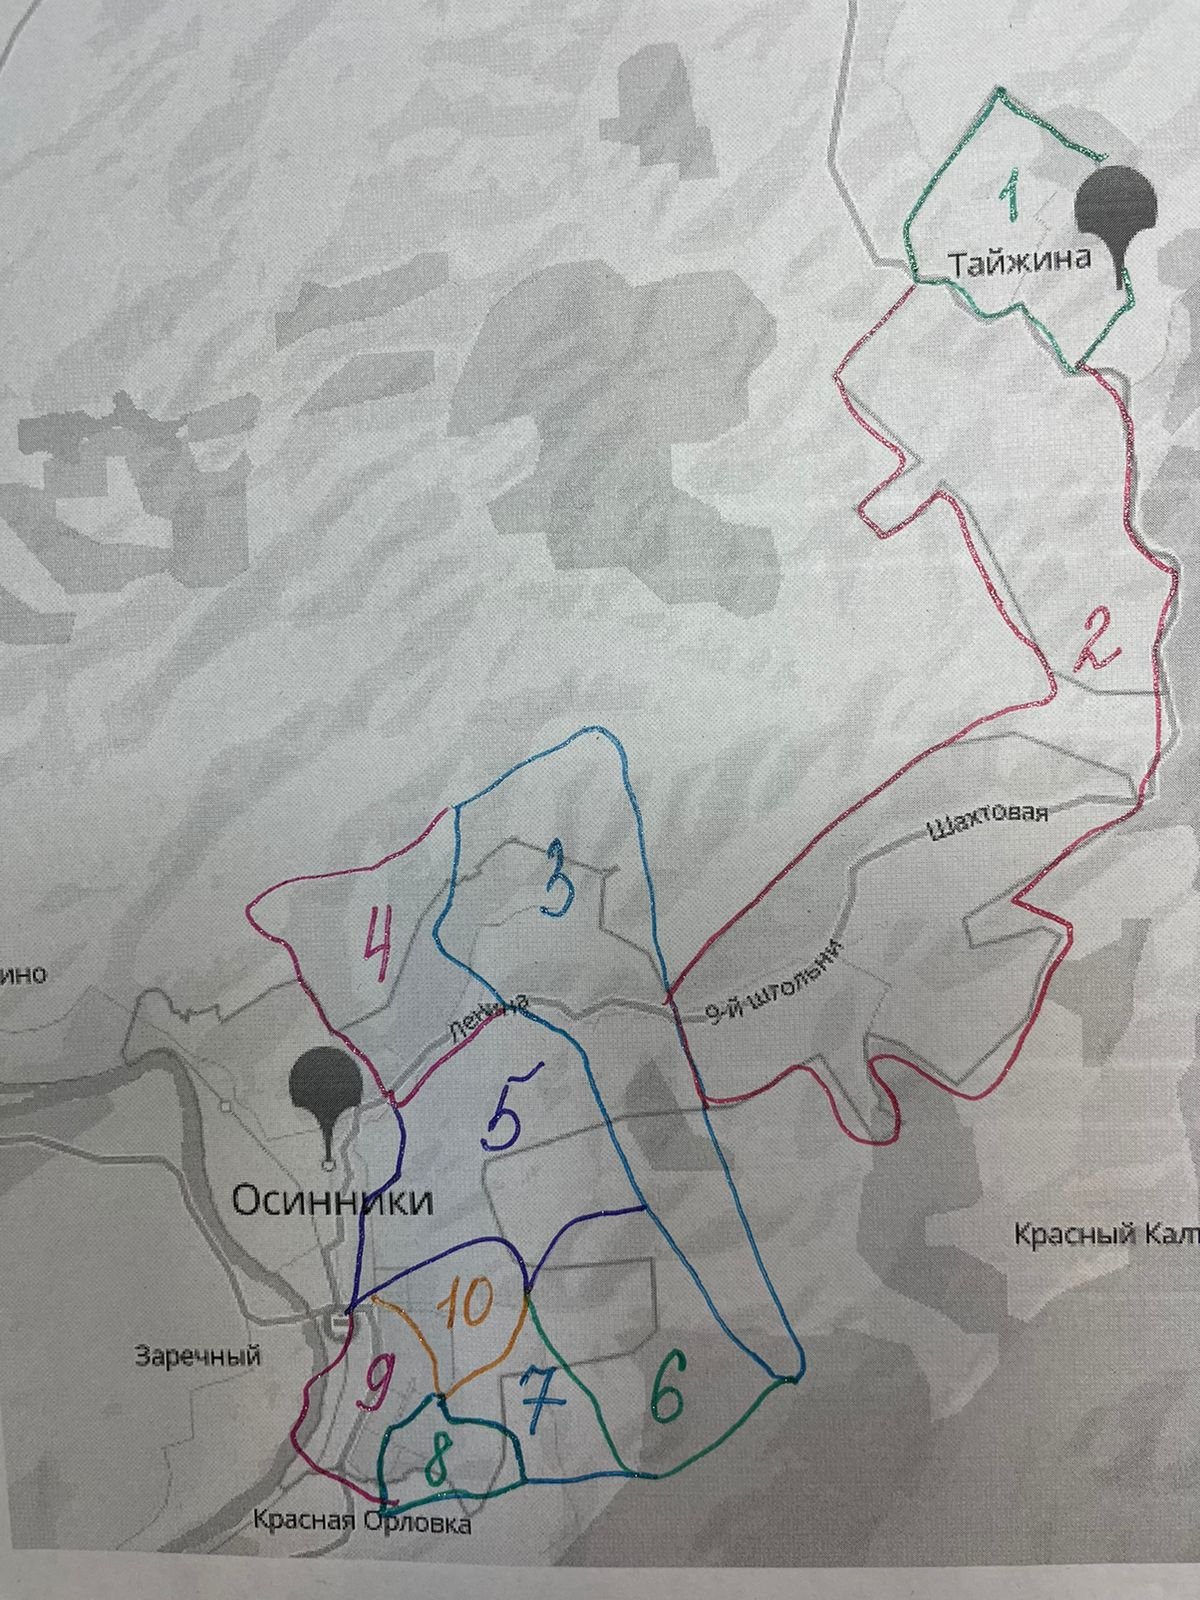 1
Тайжина
2
Шахтовая
3
4
9-й штольни
ино
Ленина
5
Осинники
Красный Кал
10
Заречный
9
7
6
8
Красная Орловка